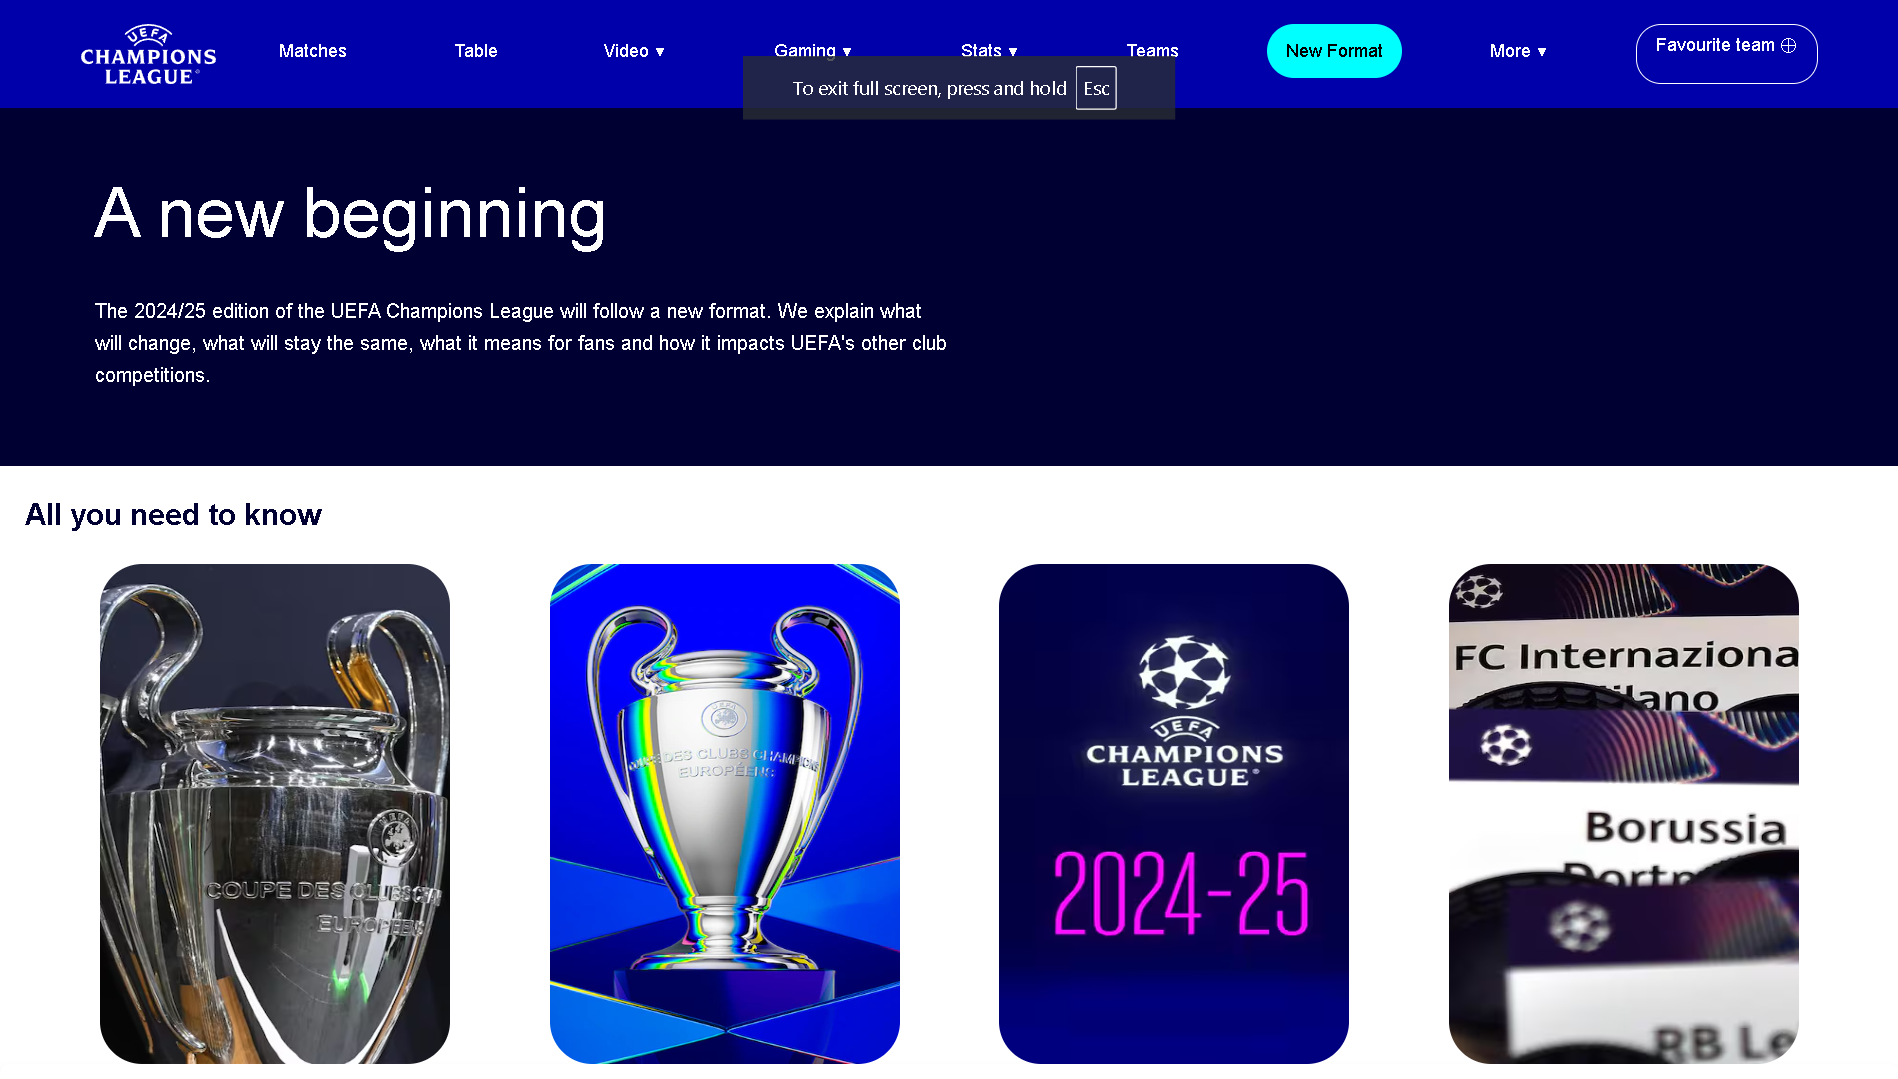 UEFA
CHAMPIONS
LEAGUE
Matches
Table
Video ▼
Gaming ▼
Stats ▼
Teams
New Format
More ▼
Favourite team
To exit full screen, press and hold Esc
A new beginning
The 2024/25 edition of the UEFA Champions League will follow a new format. We explain what
will change, what will stay the same, what it means for fans and how it impacts UEFA's other club
competitions.
All you need to know
UEFA
COUPE DES CLUBS CH
EUROPÉENS
UEFA
COUPE DES CLUBS CHAMPIONS
EUROPÉENS
UEFA
CHAMPIONS
LEAGUE
2024-25
FC Internaziona
ilano
Borussia
Dortm
RB Le